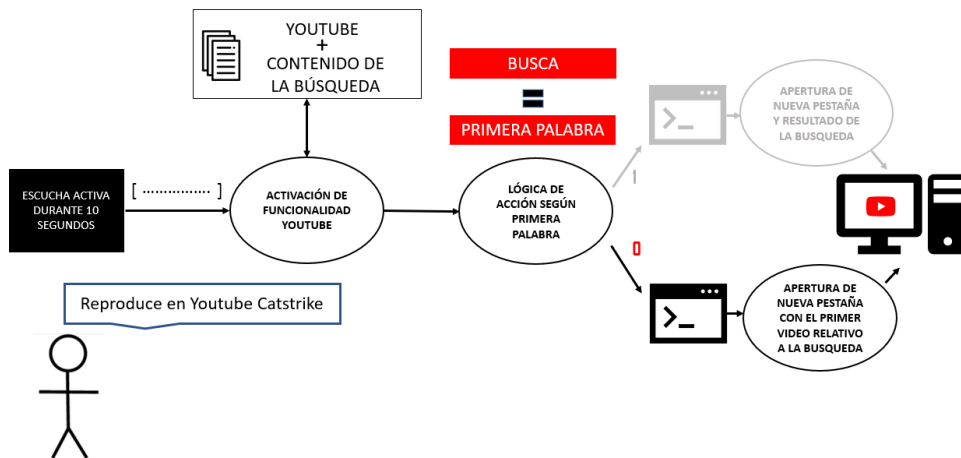 YOUTUBE
+
CONTENIDO DE
LA BÚSQUEDA
BUSCA
=
PRIMERA PALABRA
ESCUCHA ACTIVA
DURANTE 10
SEGUNDOS
[ ................ ]
ACTIVACIÓN DE
FUNCIONALIDAD
YOUTUBE
LÓGICA DE
ACCIÓN SEGÚN
PRIMERA
PALABRA
1
0
>_
APERTURA DE
NUEVA PESTAÑA
Y RESULTADO DE
LA BUSQUEDA
>_
APERTURA DE
NUEVA PESTAÑA
CON EL PRIMER
VIDEO RELATIVO
A LA BUSQUEDA
Reproduce en Youtube Catstrike